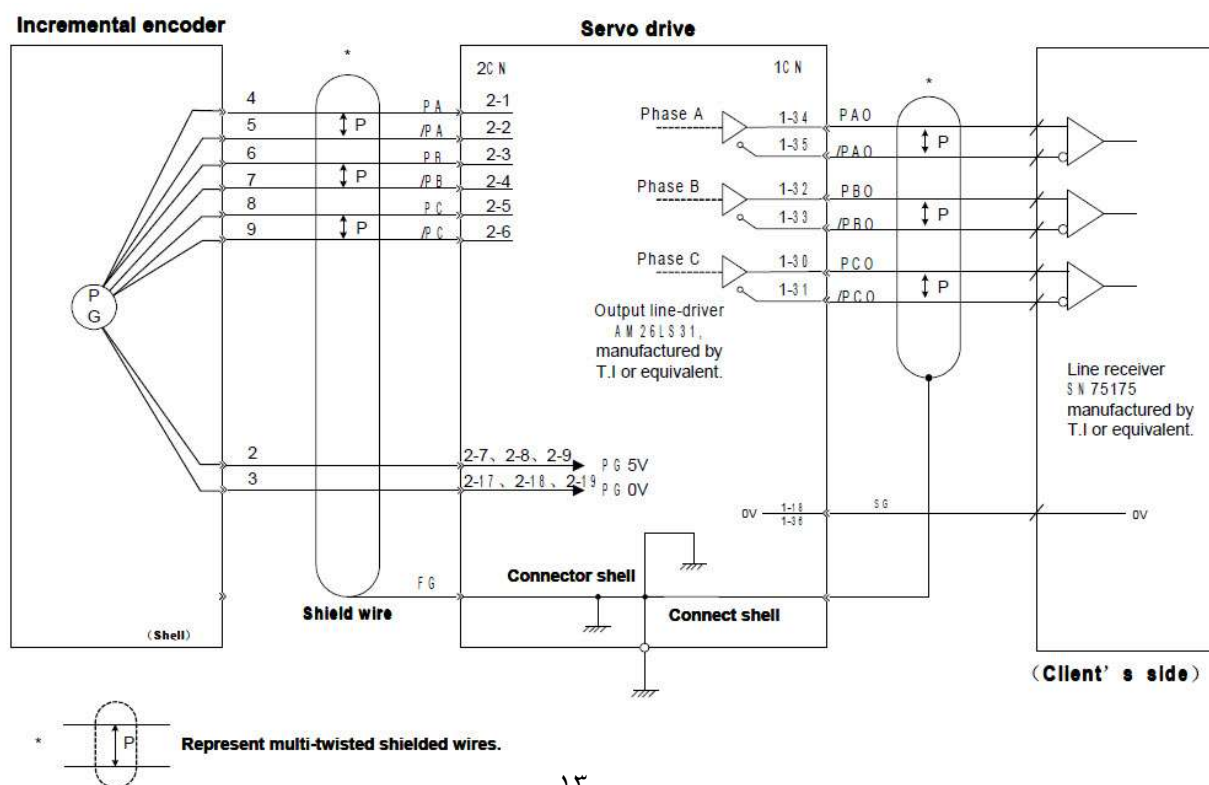 Incremental encoder
Servo drive
*
2CN
1CN
*
4
PA
2-1
P
5
/PA
2-2
6
PB
2-3
P
7
/PB
2-4
8
PC
2-5
P
9
/PC
2-6
P
G
Phase A
1-34
PAO
P
1-35
/PAO
Phase B
1-32
PBO
P
1-33
/PBO
Phase C
1-30
PCO
P
1-31
/PCO
Output line-driver
AM26LS31,
manufactured by
T.I or equivalent.
Line receiver
SN75175
manufactured by
T.I or equivalent.
2
2-7、2-8、2-9
PG 5V
3
2-17、2-18、2-19
PG 0V
0V
1-18
1-36
SG
0V
FG
Connector shell
Shield wire
Connect shell
(Shell)
(Client's side)
*
P
Represent multi-twisted shielded wires.
١٣